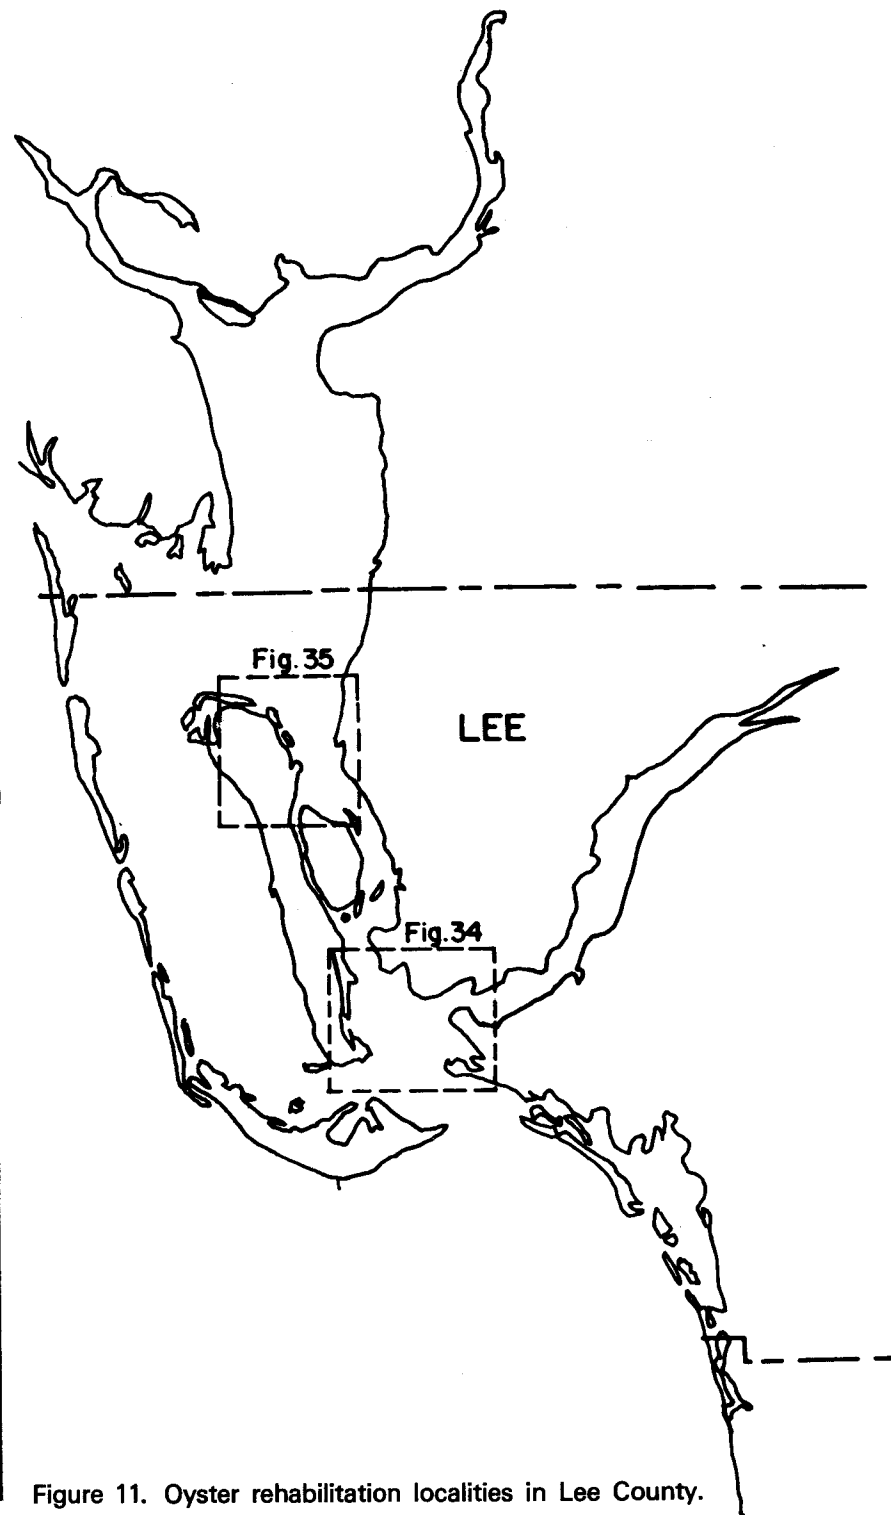 Fig.35
LEE
Fig.34
Figure 11. Oyster rehabilitation localities in Lee County.